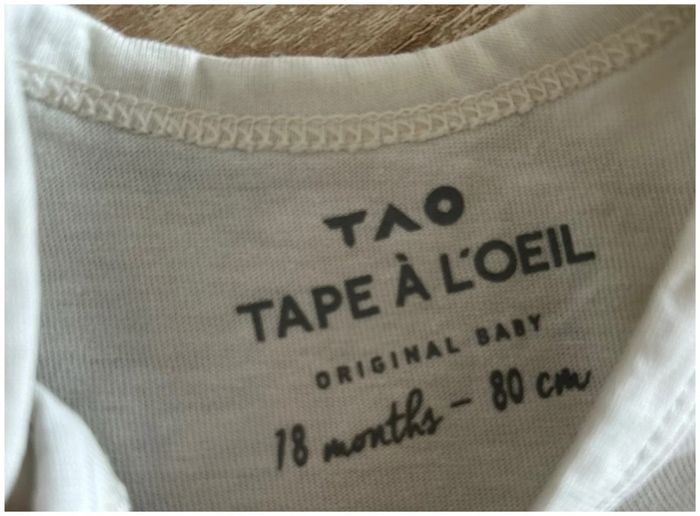 TAO
TAPE À L'OEIL
ORIGINAL BABY
18 months - 80 cm